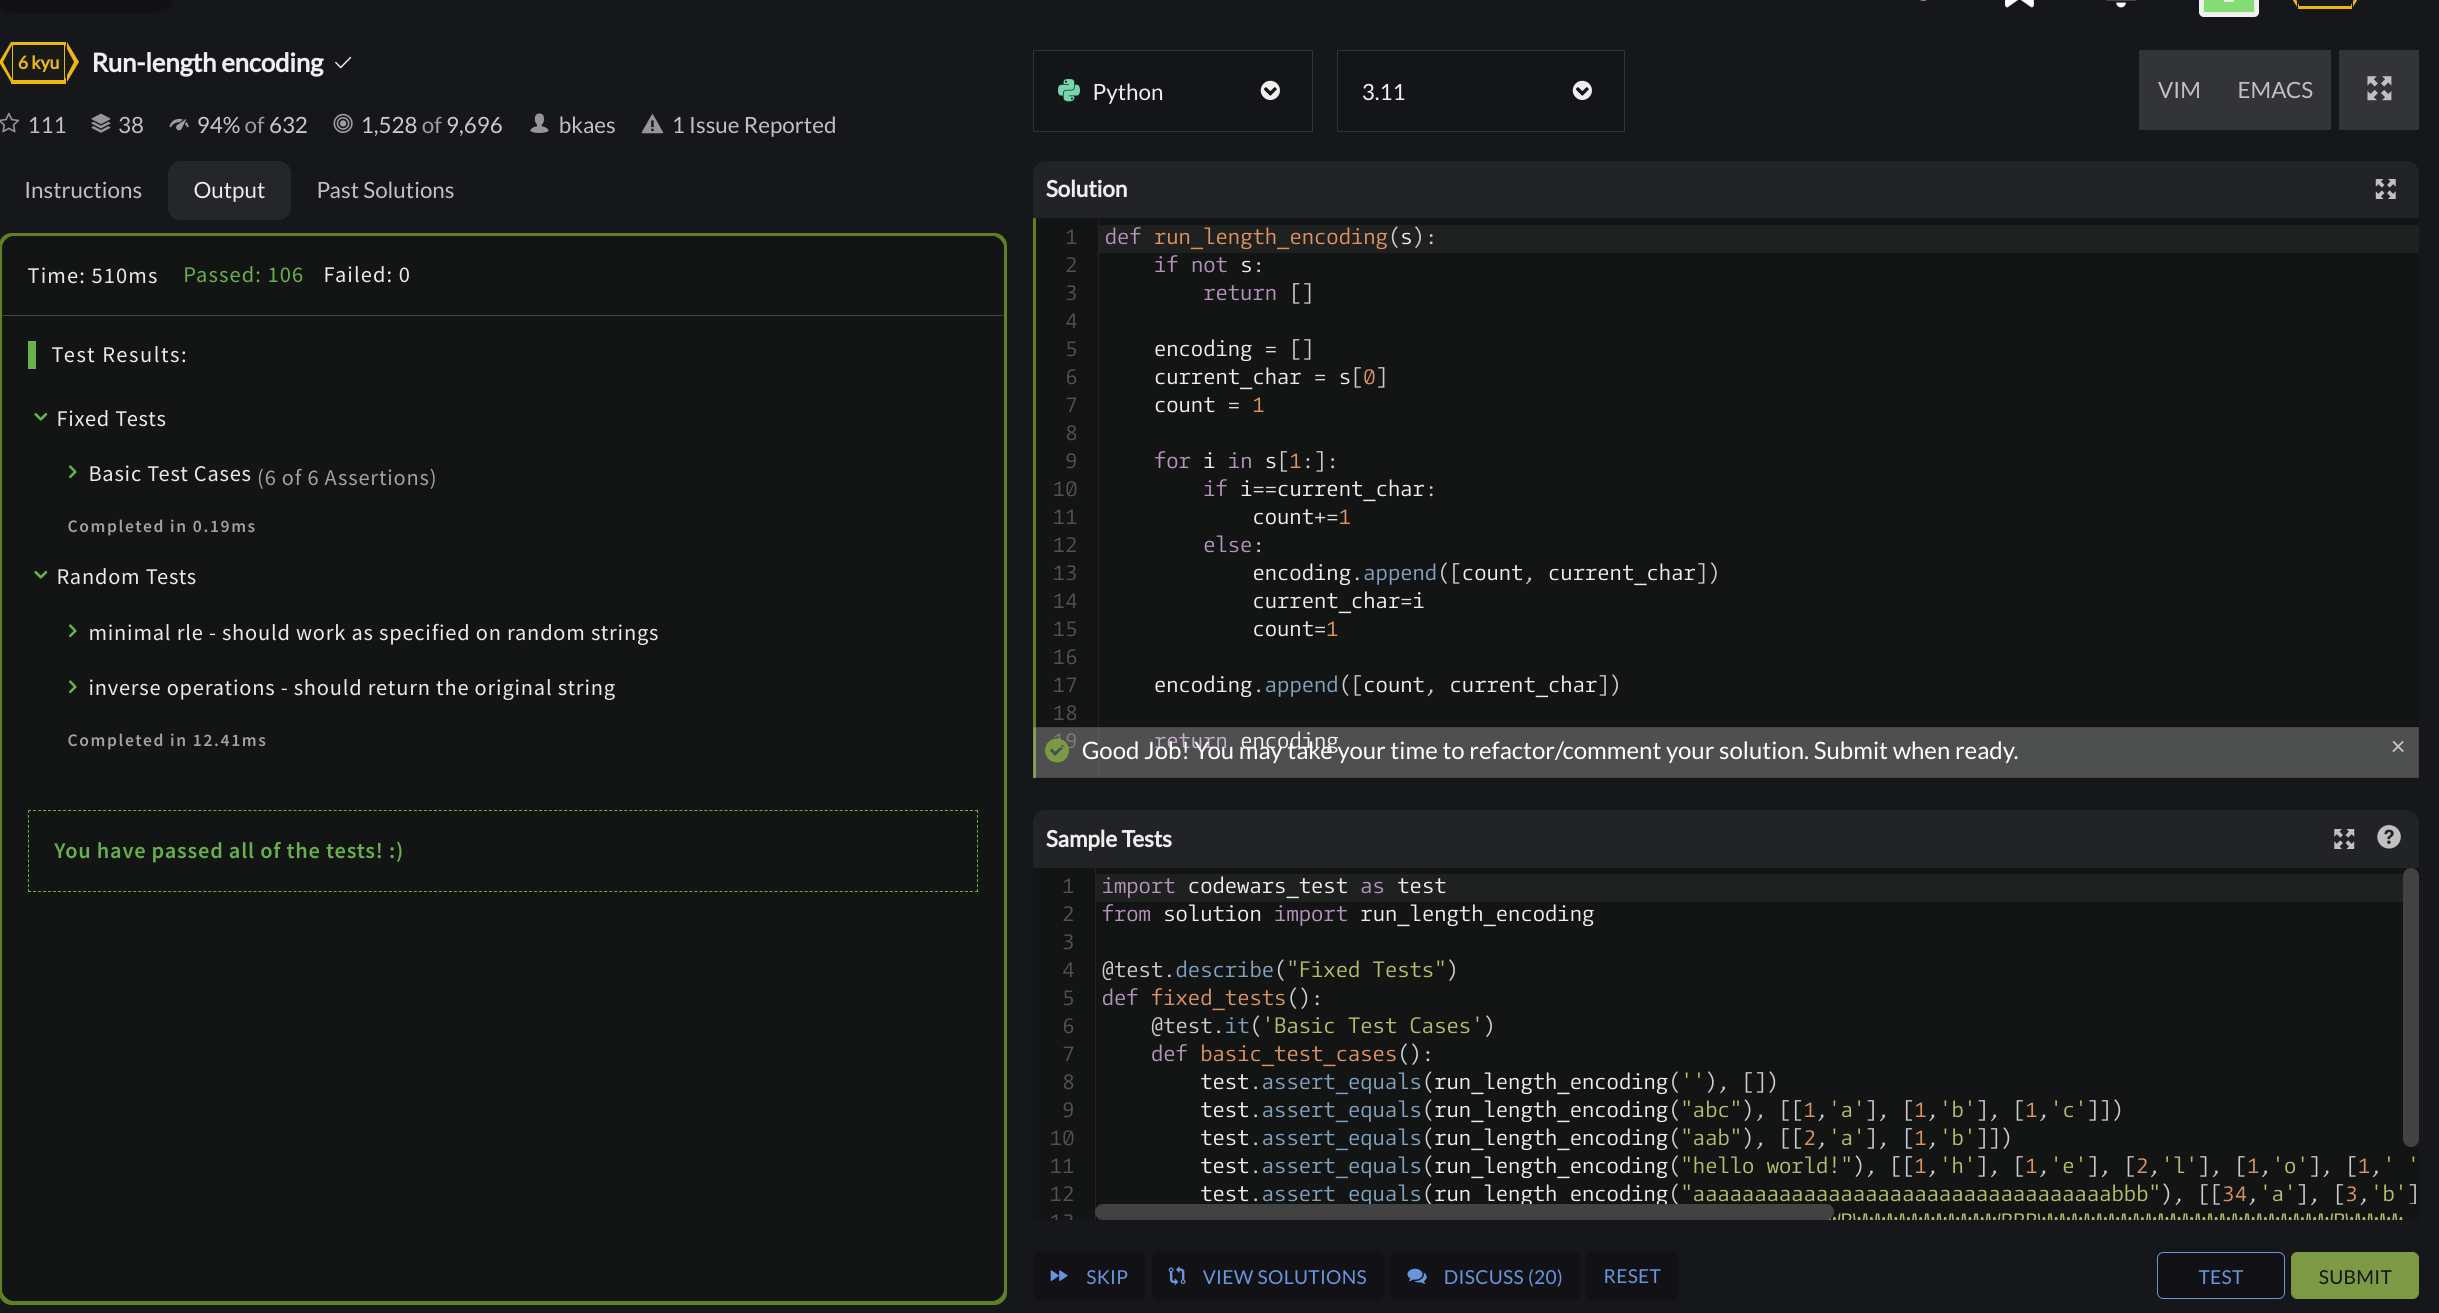 6 kyu Run-length encoding
111 38 94% of 632 1,528 of 9,696 bkaes 1 Issue Reported
Instructions Output Past Solutions
Time: 510ms Passed: 106 Failed: 0
Test Results:
Fixed Tests
Basic Test Cases (6 of 6 Assertions)
Completed in 0.19ms
Random Tests
minimal rle - should work as specified on random strings
inverse operations - should return the original string
Completed in 12.41ms
You have passed all of the tests! :)
Python 3.11 VIM EMACS
Solution
1 def run_length_encoding(s):
2     if not s:
3         return []
4
5     encoding = []
6     current_char = s[0]
7     count = 1
8
9     for i in s[1:]:
10         if i==current_char:
11             count+=1
12         else:
13             encoding.append([count, current_char])
14             current_char=i
15             count=1
16
17     encoding.append([count, current_char])
18
19     return encoding
Good Job! You may take your time to refactor/comment your solution. Submit when ready.
Sample Tests
1 import codewars_test as test
2 from solution import run_length_encoding
3
4 @test.describe("Fixed Tests")
5 def fixed_tests():
6     @test.it('Basic Test Cases')
7     def basic_test_cases():
8         test.assert_equals(run_length_encoding(''), [])
9         test.assert_equals(run_length_encoding("abc"), [[1,'a'], [1,'b'], [1,'c']])
10         test.assert_equals(run_length_encoding("aab"), [[2,'a'], [1,'b']])
11         test.assert_equals(run_length_encoding("hello world!"), [[1,'h'], [1,'e'], [2,'l'], [1,'o'], [1,' '
12         test.assert_equals(run_length_encoding("aaaaaaaaaaaaaaaaaaaaaaaaaaaaaaaaaabbb"), [[34,'a'], [3,'b']
13
SKIP VIEW SOLUTIONS DISCUSS (20) RESET TEST SUBMIT